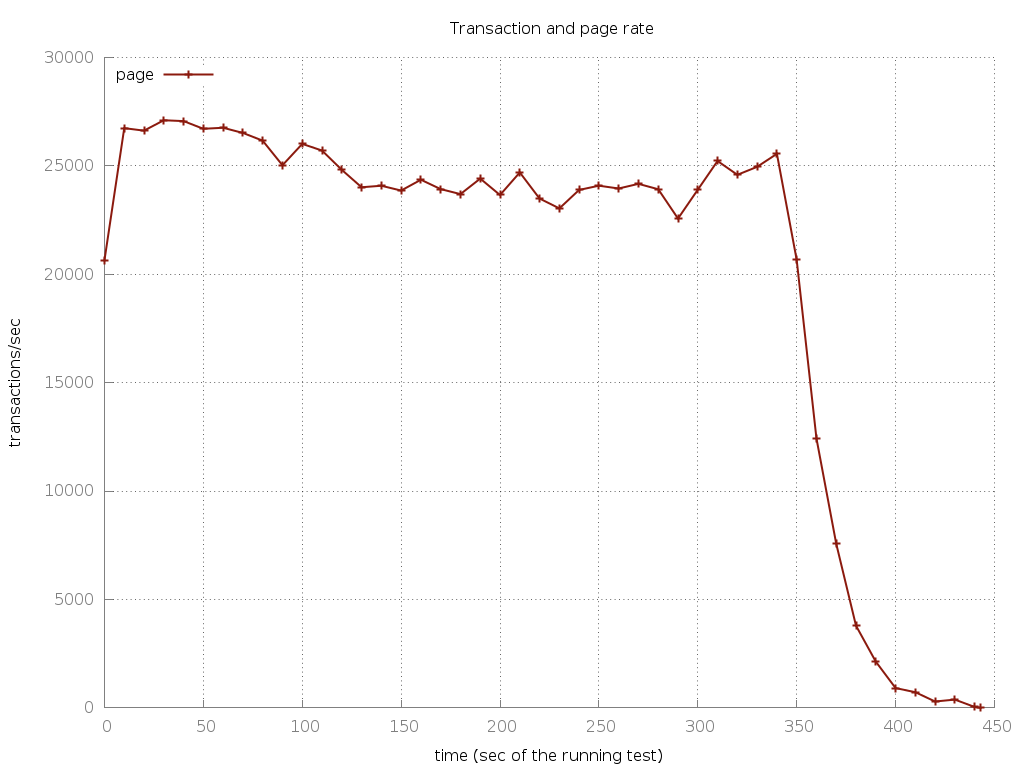 Transaction and page rate
page
30000
25000
20000
15000
10000
5000
0
transactions/sec
0 50 100 150 200 250 300 350 400 450
time (sec of the running test)